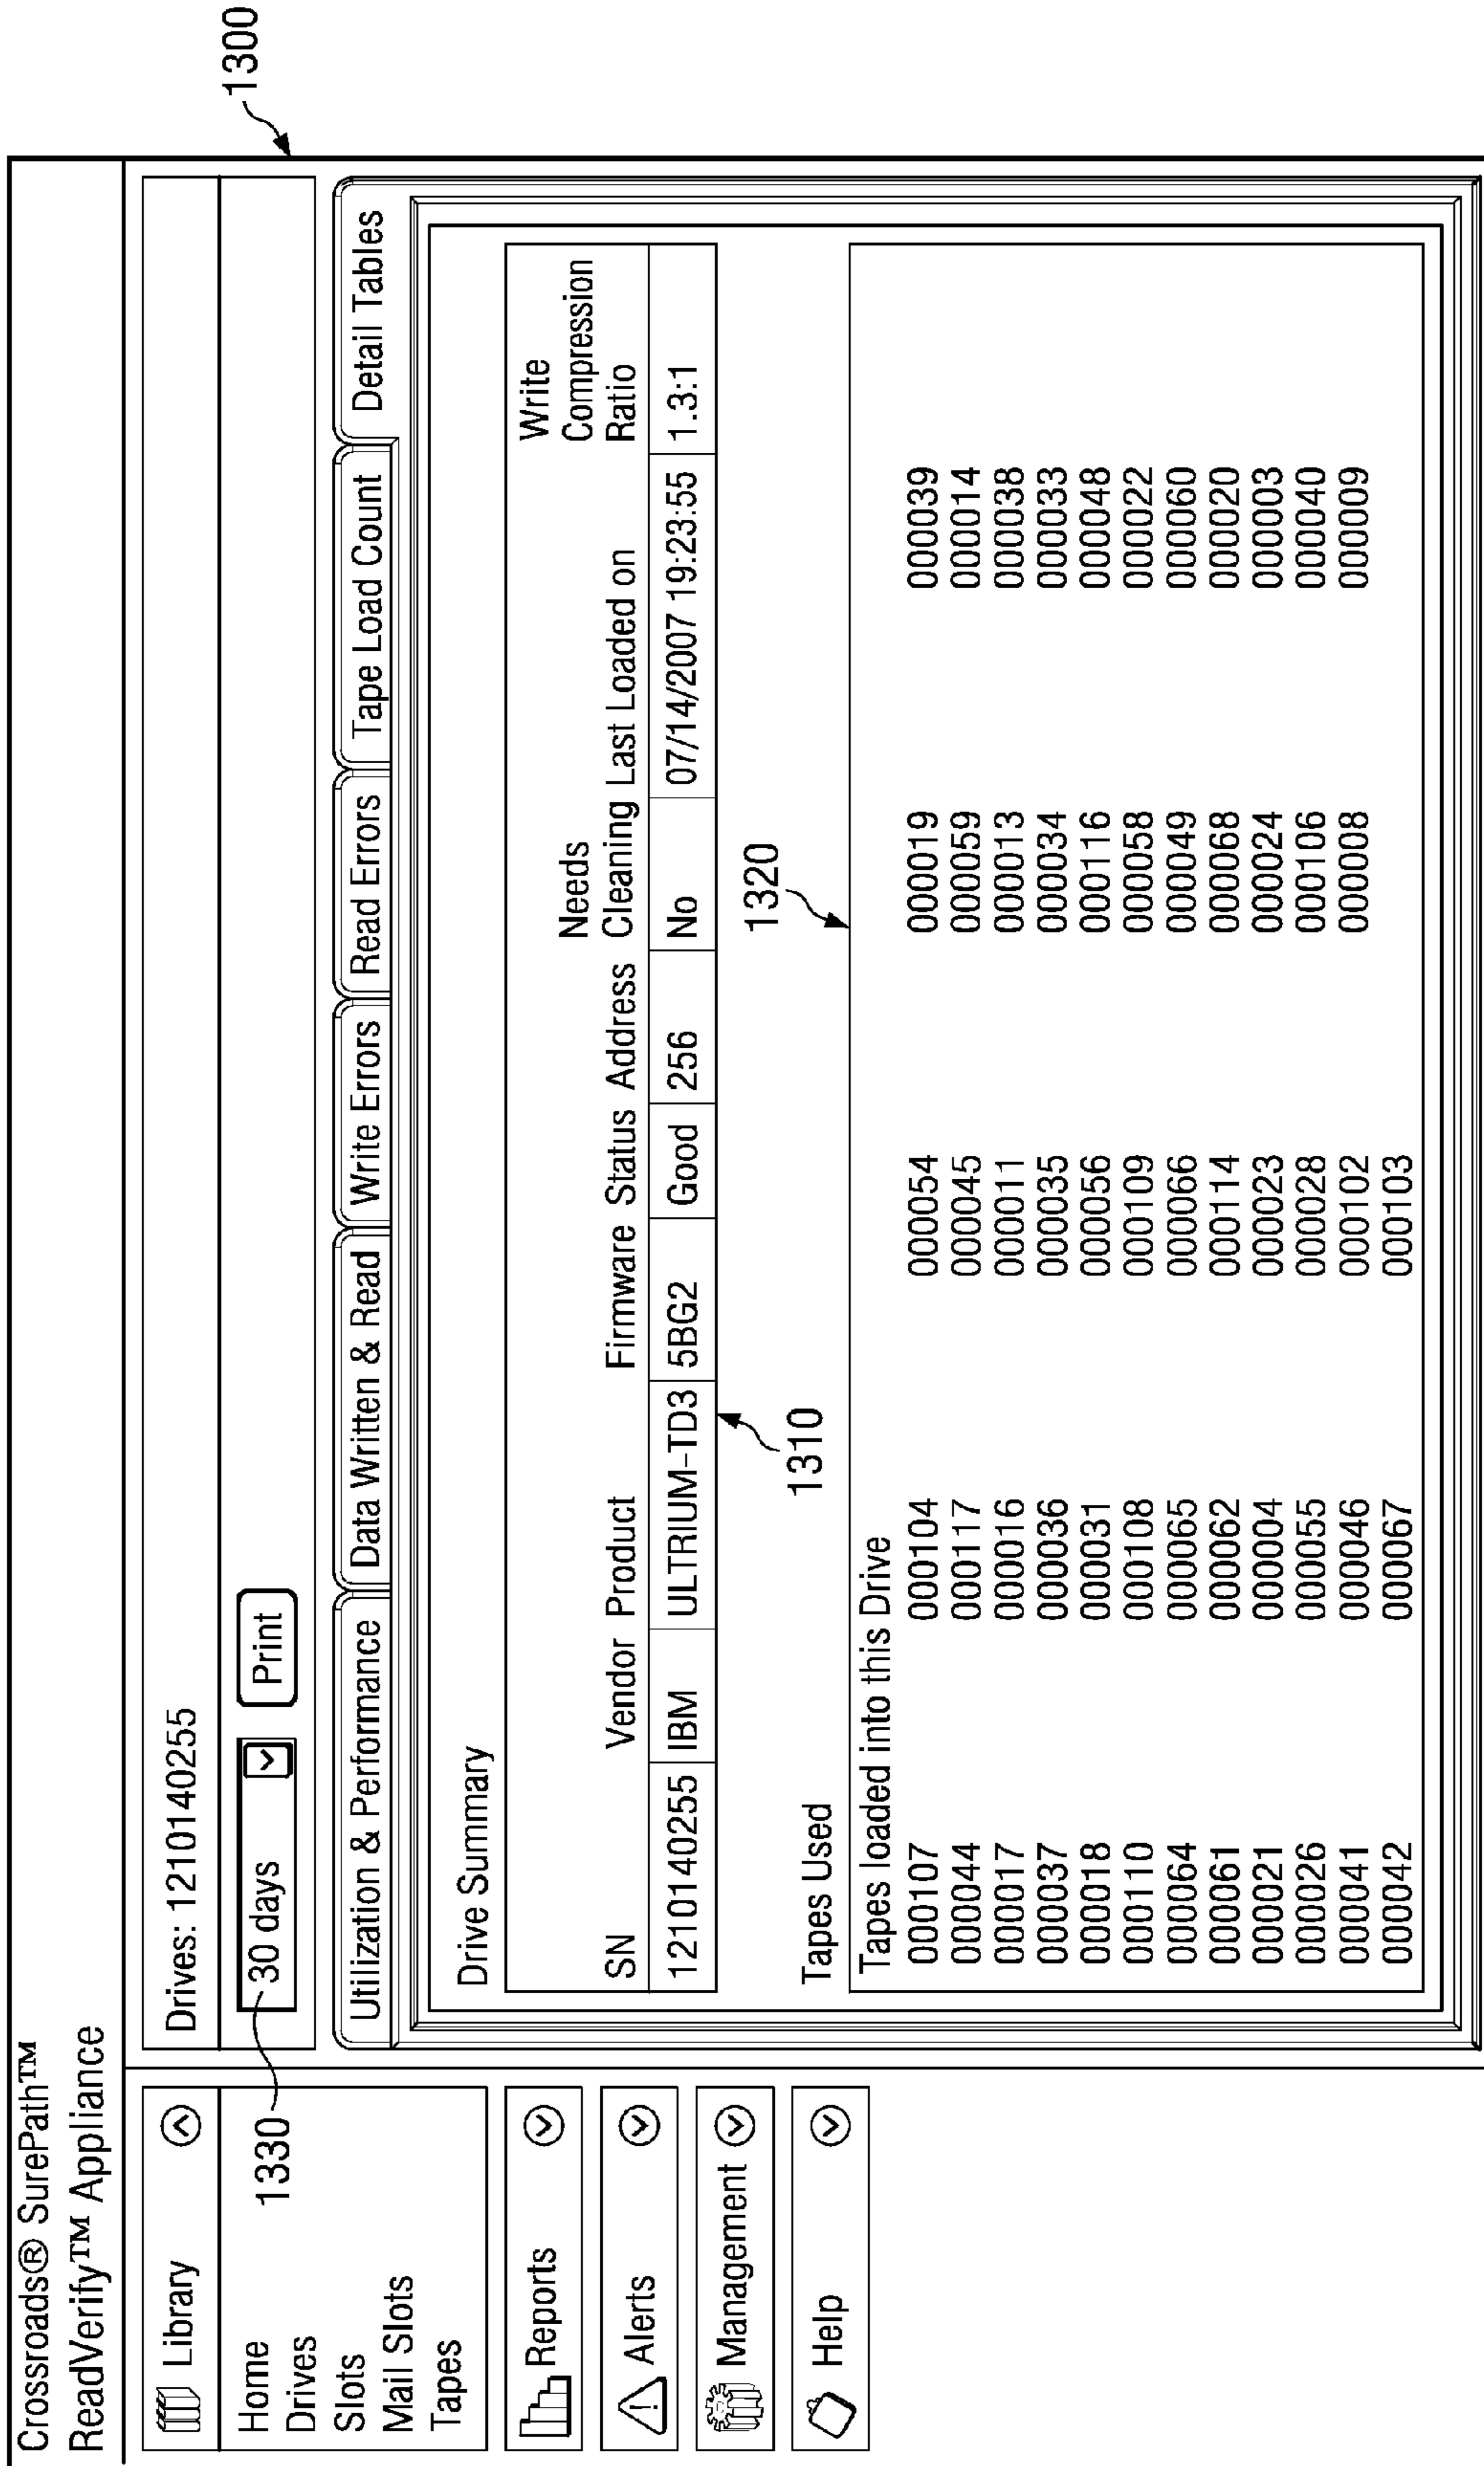 Crossroads® SurePath™
ReadVerify™ Appliance
1300
Library
Home
Drives
Slots
Mail Slots
Tapes
Reports
Alerts
Management
Help
1330
Drives: 1210140255
30 days
Print
Utilization & Performance
Data Written & Read
Write Errors
Read Errors
Tape Load Count
Detail Tables
Drive Summary
SN Vendor Product Firmware Status Address Needs Cleaning Last Loaded on Write Compression Ratio
1210140255 IBM ULTRIUM-TD3 5BG2 Good 256 No 07/14/2007 19:23:55 1.3:1
1310
1320
Tapes Used
Tapes loaded into this Drive
000107 000104 000054 000019 000039
000044 000117 000045 000059 000014
000017 000016 000011 000013 000038
000037 000036 000035 000034 000033
000018 000031 000056 000116 000048
000110 000108 000109 000058 000022
000064 000065 000066 000049 000060
000061 000062 000114 000068 000020
000021 000004 000023 000024 000003
000026 000055 000028 000106 000040
000041 000046 000102 000008 000009
000042 000067 000103